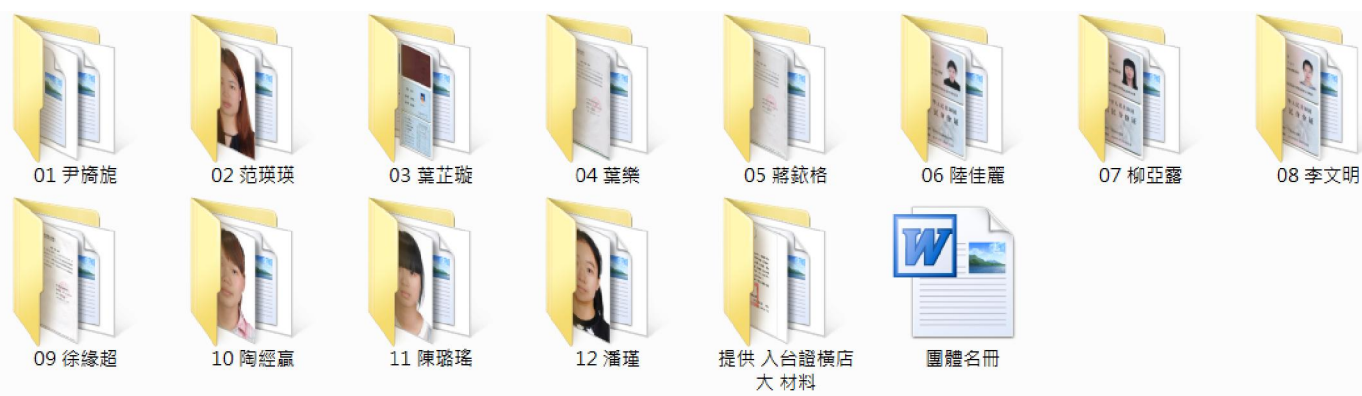 01 尹旖旎
02 范瑛瑛
03 葉芷璇
04 葉樂
05 蔣銥格
06 陸佳麗
07 柳亞露
08 李文明
09 徐緣超
10 陶經贏
11 陳璐瑤
12 潘瑾
提供 入台證橫店
大 材料
團體名冊